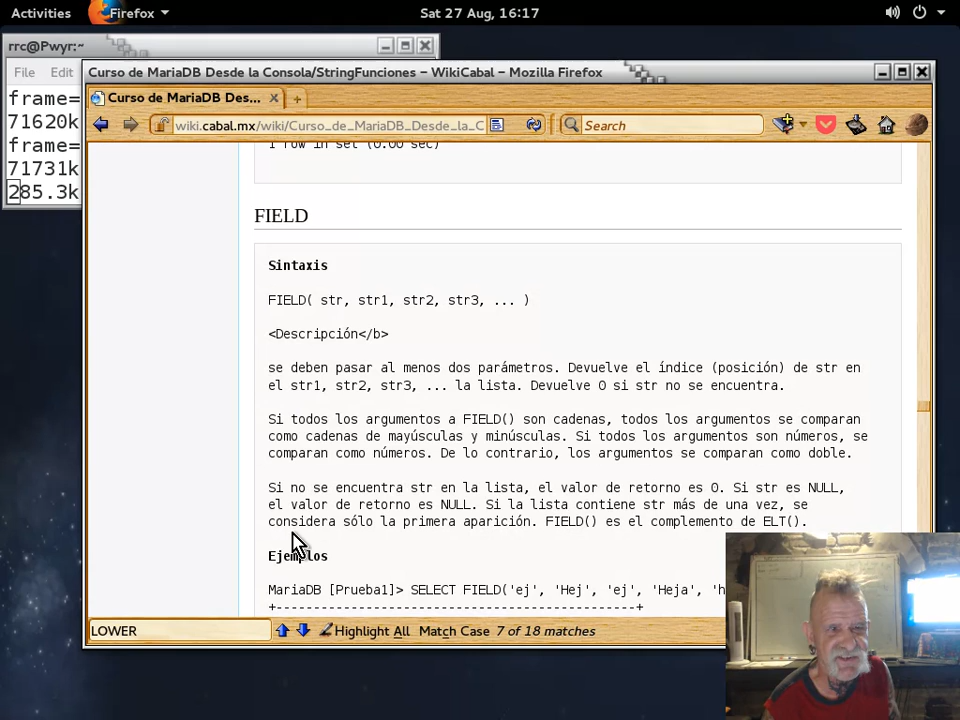 Activities Firefox Sat 27 Aug, 16:17
rrc@Pwyr:~
File Edit
frame=
71620k
frame=
71731k
285.3k
Curso de MariaDB Desde la Consola/StringFunciones – WikiCabal – Mozilla Firefox
Curso de MariaDB Des...
wiki.cabal.mx/wiki/Curso_de_MariaDB_Desde_la_C
Search
1 row in set (0.00 sec)
FIELD
Sintaxis
FIELD( str, str1, str2, str3, ... )
<Descripción</b>
se deben pasar al menos dos parámetros. Devuelve el índice (posición) de str en
el str1, str2, str3, ... la lista. Devuelve 0 si str no se encuentra.
Si todos los argumentos a FIELD() son cadenas, todos los argumentos se comparan
como cadenas de mayúsculas y minúsculas. Si todos los argumentos son números, se
comparan como números. De lo contrario, los argumentos se comparan como doble.
Si no se encuentra str en la lista, el valor de retorno es 0. Si str es NULL,
el valor de retorno es NULL. Si la lista contiene str más de una vez, se
considera sólo la primera aparición. FIELD() es el complemento de ELT().
Ejemplos
MariaDB [Prueba1]> SELECT FIELD('ej', 'Hej', 'ej', 'Heja', 'h
+-----------------------------------------------+
LOWER Highlight All Match Case 7 of 18 matches